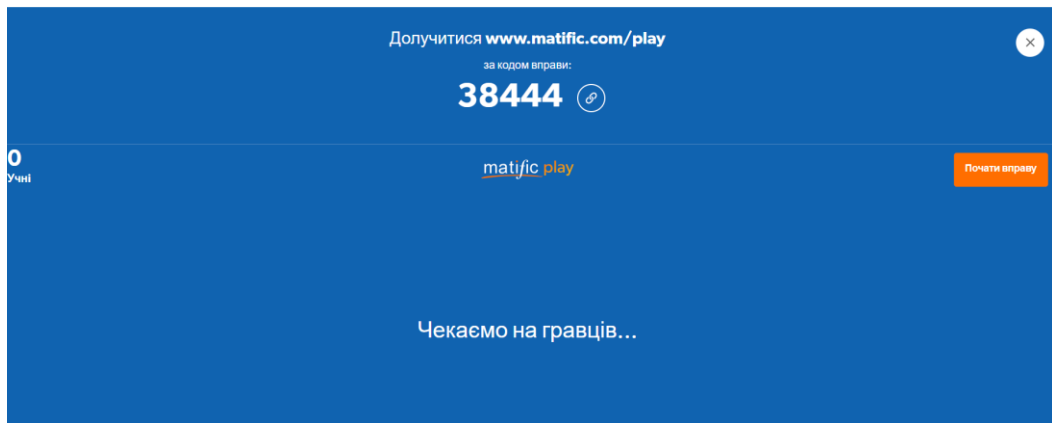 Долучитися www.matific.com/play
за кодом вправи:
38444
0
Учні
matific play
Почати вправу
Чекаємо на гравців...